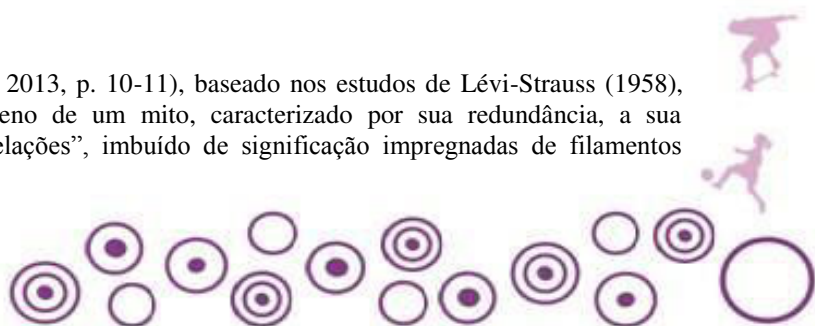 2013, p. 10-11), baseado nos estudos de Lévi-Strauss (1958),
eno de um mito, caracterizado por sua redundância, a sua
elações”, imbuído de significação impregnadas de filamentos